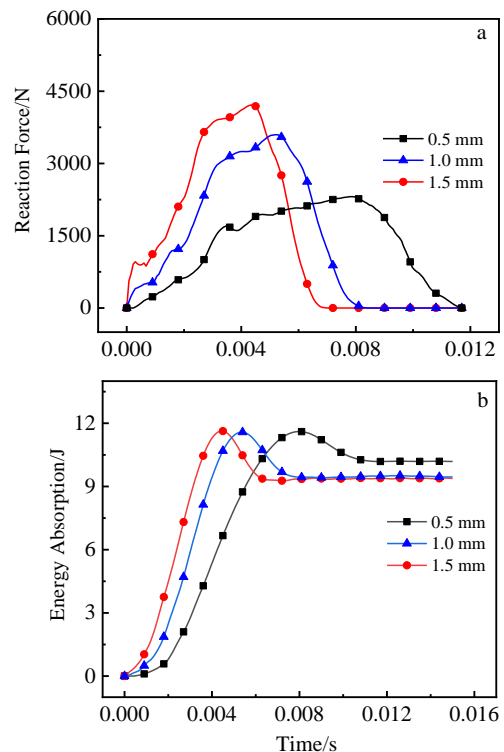 a
Reaction Force/N
6000
4500
3000
1500
0
0.5 mm
1.0 mm
1.5 mm
0.000 0.004 0.008 0.012
b
Energy Absorption/J
12
9
6
3
0
0.5 mm
1.0 mm
1.5 mm
0.000 0.004 0.008 0.012 0.016
Time/s